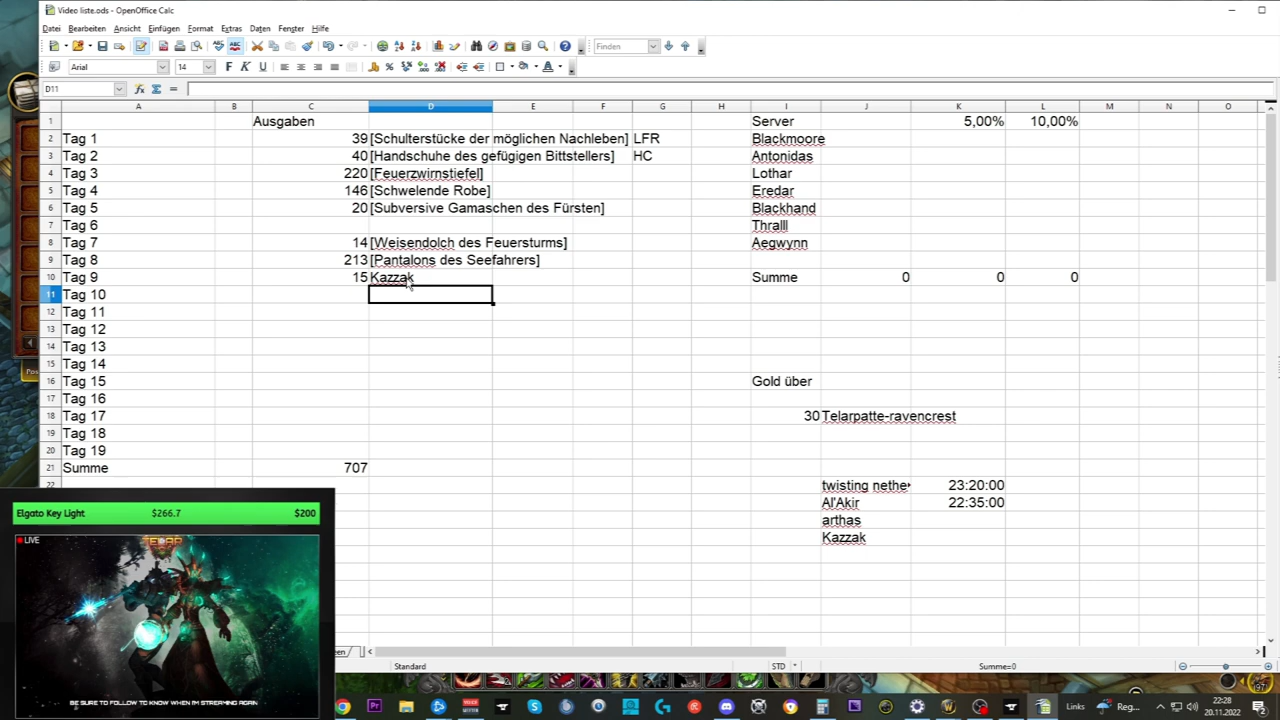 Video liste.ods - OpenOffice Calc
Datei Bearbeiten Ansicht Einfügen Format Extras Daten Fenster Hilfe
Finden
Arial 14
D11
A B C D E F G H I J K L M N O
1 Ausgaben Server 5,00% 10,00%
2 Tag 1 39 [Schulterstücke der möglichen Nachleben] LFR Blackmoore
3 Tag 2 40 [Handschuhe des gefügigen Bittstellers] HC Antonidas
4 Tag 3 220 [Feuerzwirnstiefel] Lothar
5 Tag 4 146 [Schwelende Robe] Eredar
6 Tag 5 20 [Subversive Gamaschen des Fürsten] Blackhand
7 Tag 6 Thralll
8 Tag 7 14 [Weisendolch des Feuersturms] Aegwynn
9 Tag 8 213 [Pantalons des Seefahrers]
10 Tag 9 15 Kazzak Summe 0 0 0
11 Tag 10
12 Tag 11
13 Tag 12
14 Tag 13
15 Tag 14
16 Tag 15 Gold über
17 Tag 16
18 Tag 17 30 Telarpatte-ravencrest
19 Tag 18
20 Tag 19
21 Summe 707
22 twisting nethe 23:20:00
Al'Akir 22:35:00
arthas
Kazzak
Elgato Key Light $266.7 $200
LIVE
TELAR
BE SURE TO FOLLOW TO KNOW WHEN I'M STREAMING AGAIN
Standard STD * Summe=0
Links Reg... 22:28
20.11.2022